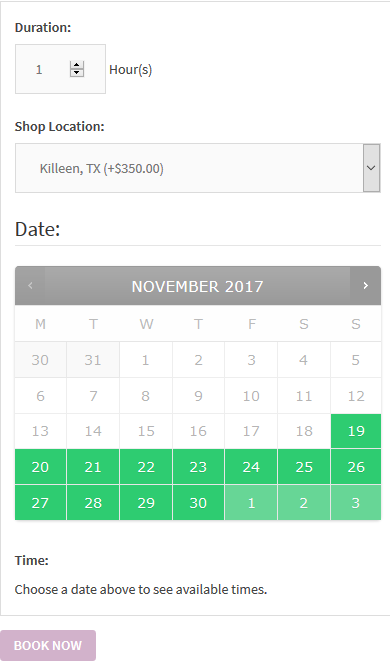 Duration:
1 Hour(s)
Shop Location:
Killeen, TX (+$350.00)
Date:
‹ NOVEMBER 2017 ›
M T W T F S S
30 31 1 2 3 4 5
6 7 8 9 10 11 12
13 14 15 16 17 18 19
20 21 22 23 24 25 26
27 28 29 30 1 2 3
Time:
Choose a date above to see available times.
BOOK NOW